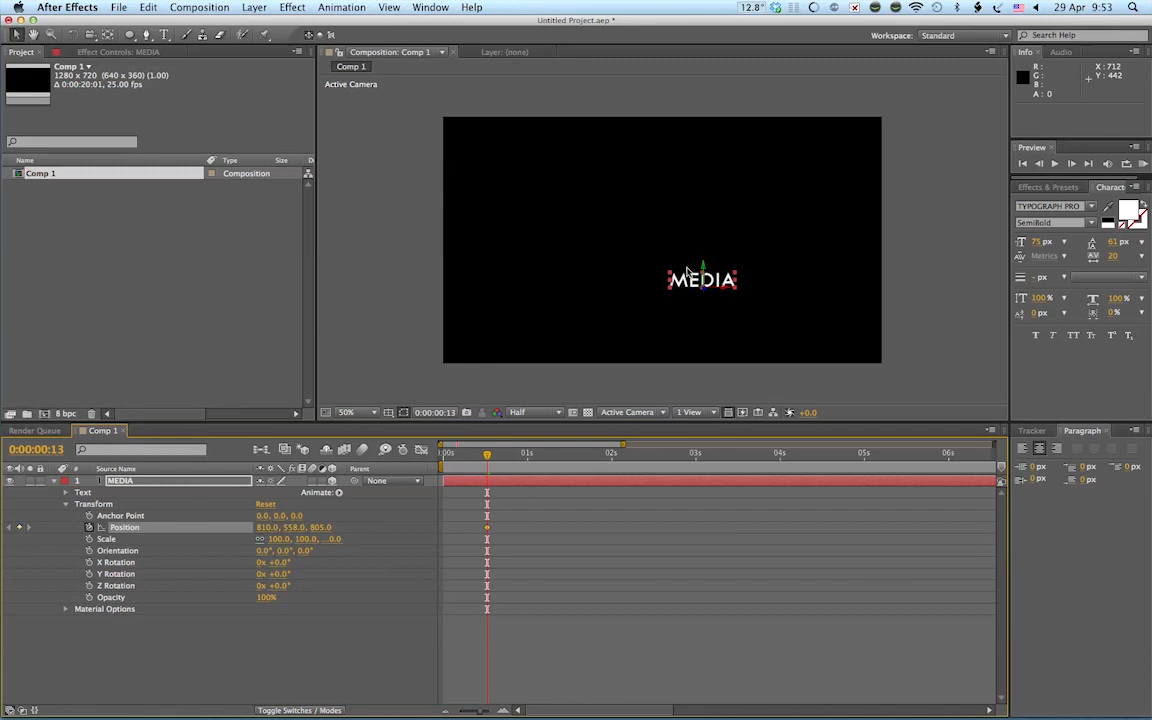 After Effects File Edit Composition Layer Effect Animation View Window Help 12.8° 29 Apr 9:53
Untitled Project.aep *
Workspace: Standard Search Help
Project Effect Controls: MEDIA Composition: Comp 1 Layer: (none) Info Audio
Comp 1
1280 x 720 (640 x 360) (1.00)
Δ 0:00:20:01, 25.00 fps
Comp 1
Active Camera
R :
G :
B :
A : 0
X : 712
Y : 442
Preview
Name Type Size
Comp 1 Composition
Effects & Presets Charact
TYPOGRAPH PRO
SemiBold
75 px 61 px
Metrics 20
- px
100 % 100 %
0 px 0 %
T T TT Tt T¹ T₁
MEDIA
8 bpc 50% 0:00:00:13 Half Active Camera 1 View +0.0
Render Queue Comp 1 Tracker Paragraph
0:00:00:13
:00s 01s 02s 03s 04s 05s 06s
# Source Name Parent
1 T MEDIA None
Text Animate:
Transform Reset
Anchor Point 0.0, 0.0, 0.0
Position 810.0, 558.0, 805.0
Scale 100.0, 100.0, ...0.0
Orientation 0.0°, 0.0°, 0.0°
X Rotation 0x +0.0°
Y Rotation 0x +0.0°
Z Rotation 0x +0.0°
Opacity 100%
Material Options
0 px 0 px 0 px
0 px 0 px
Toggle Switches / Modes